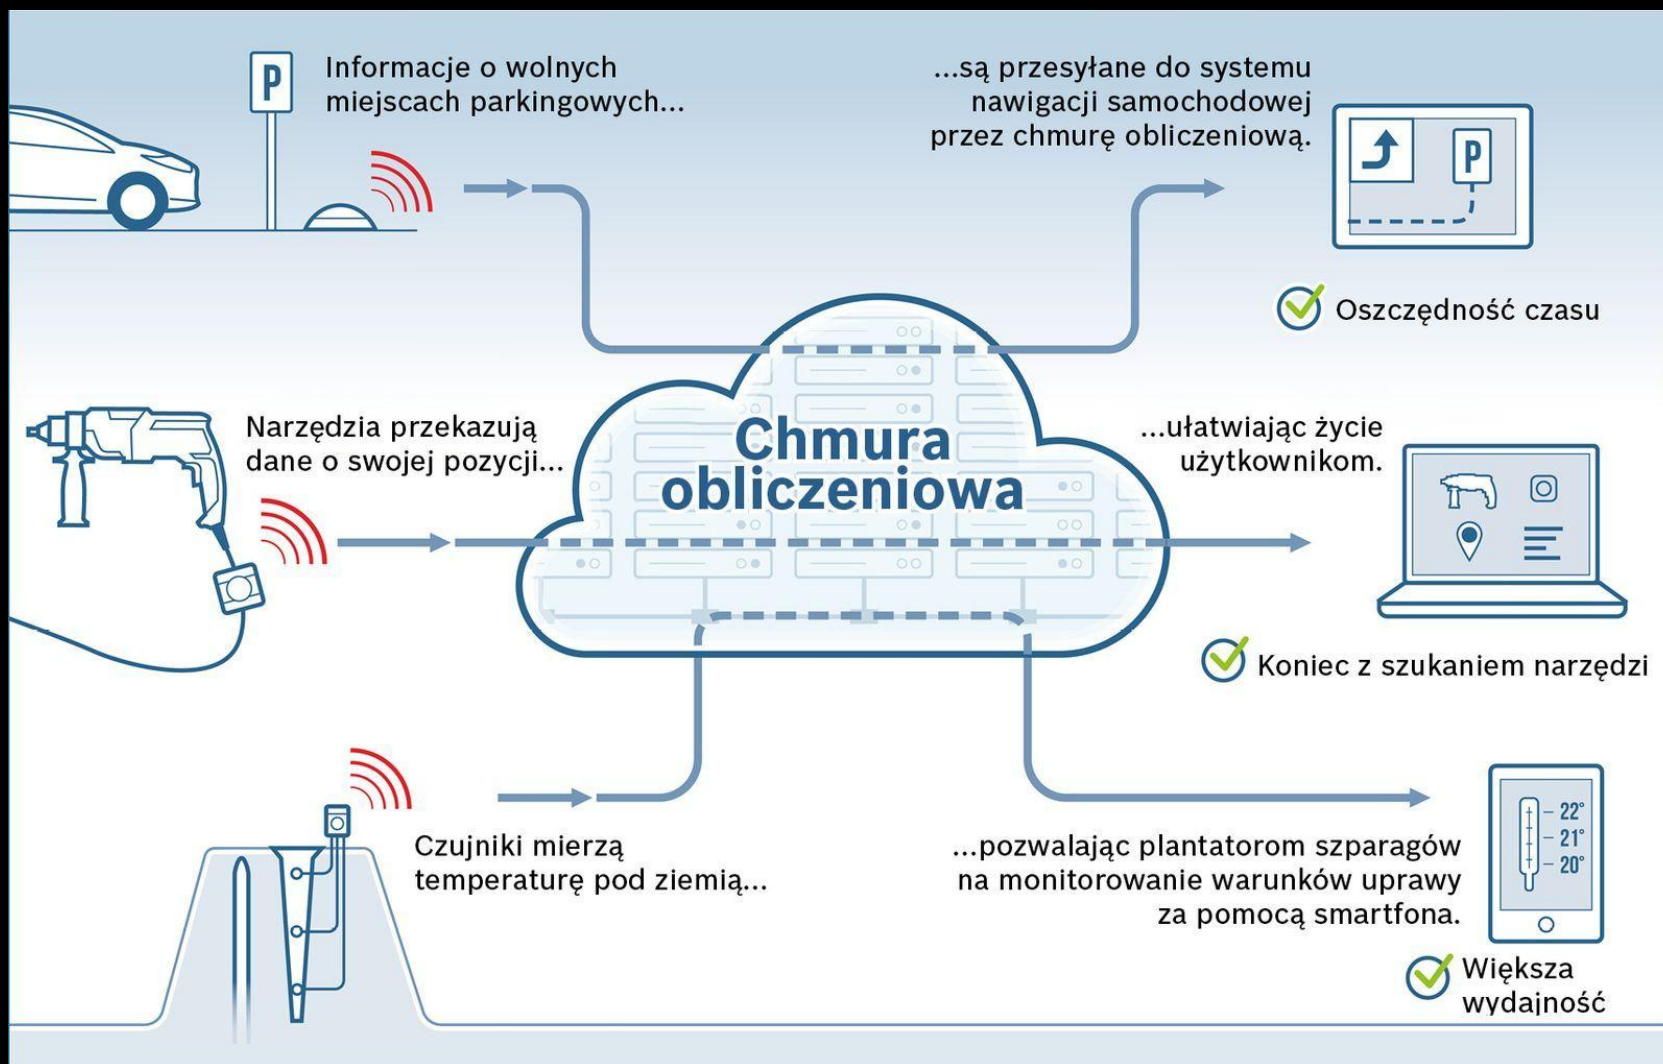 P
Informacje o wolnych
miejscach parkingowych...
...są przesyłane do systemu
nawigacji samochodowej
przez chmurę obliczeniową.
P
Oszczędność czasu
Narzędzia przekazują
dane o swojej pozycji...
Chmura
obliczeniowa
...ułatwiając życie
użytkownikom.
Koniec z szukaniem narzędzi
Czujniki mierzą
temperaturę pod ziemią...
...pozwalając plantatorom szparagów
na monitorowanie warunków uprawy
za pomocą smartfona.
22°
21°
20°
Większa
wydajność